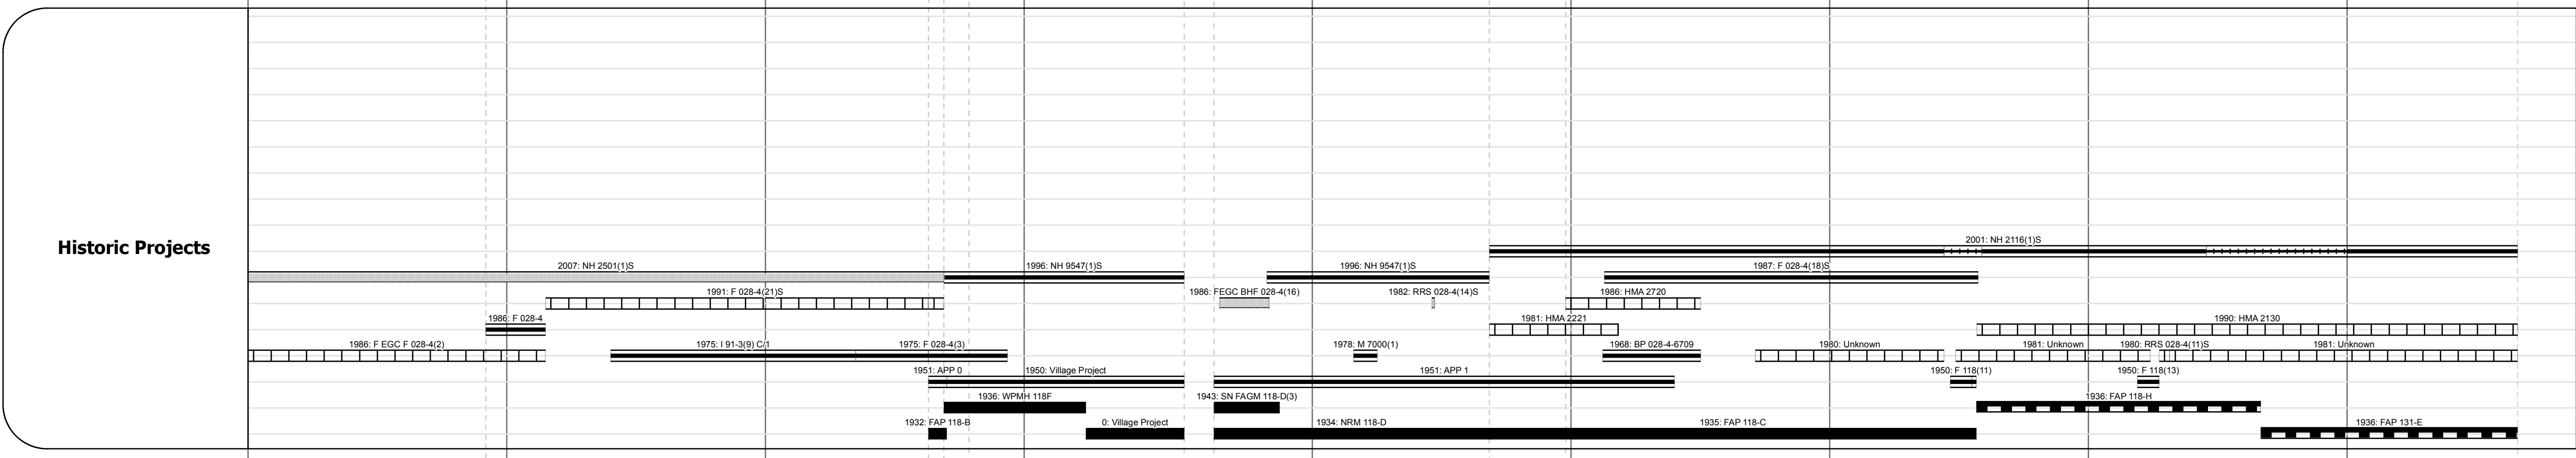 Historic Projects
2001: NH 2116(1)S
2007: NH 2501(1)S
1996: NH 9547(1)S
1996: NH 9547(1)S
1987: F 028-4(18)S
1991: F 028-4(21)S
1986: FEGC BHF 028-4(16)
1982: RRS 028-4(14)S
1986: HMA 2720
1986: F 028-4
1981: HMA 2221
1990: HMA 2130
1986: F EGC F 028-4(2)
1975: I 91-3(9) C/1
1975: F 028-4(3)
1978: M 7000(1)
1968: BP 028-4-6709
1980: Unknown
1981: Unknown
1980: RRS 028-4(11)S
1981: Unknown
1951: APP 0
1950: Village Project
1951: APP 1
1950: F 118(11)
1950: F 118(13)
1936: WPMH 118F
1943: SN FAGM 118-D(3)
1936: FAP 118-H
1932: FAP 118-B
0: Village Project
1934: NRM 118-D
1935: FAP 118-C
1936: FAP 131-E